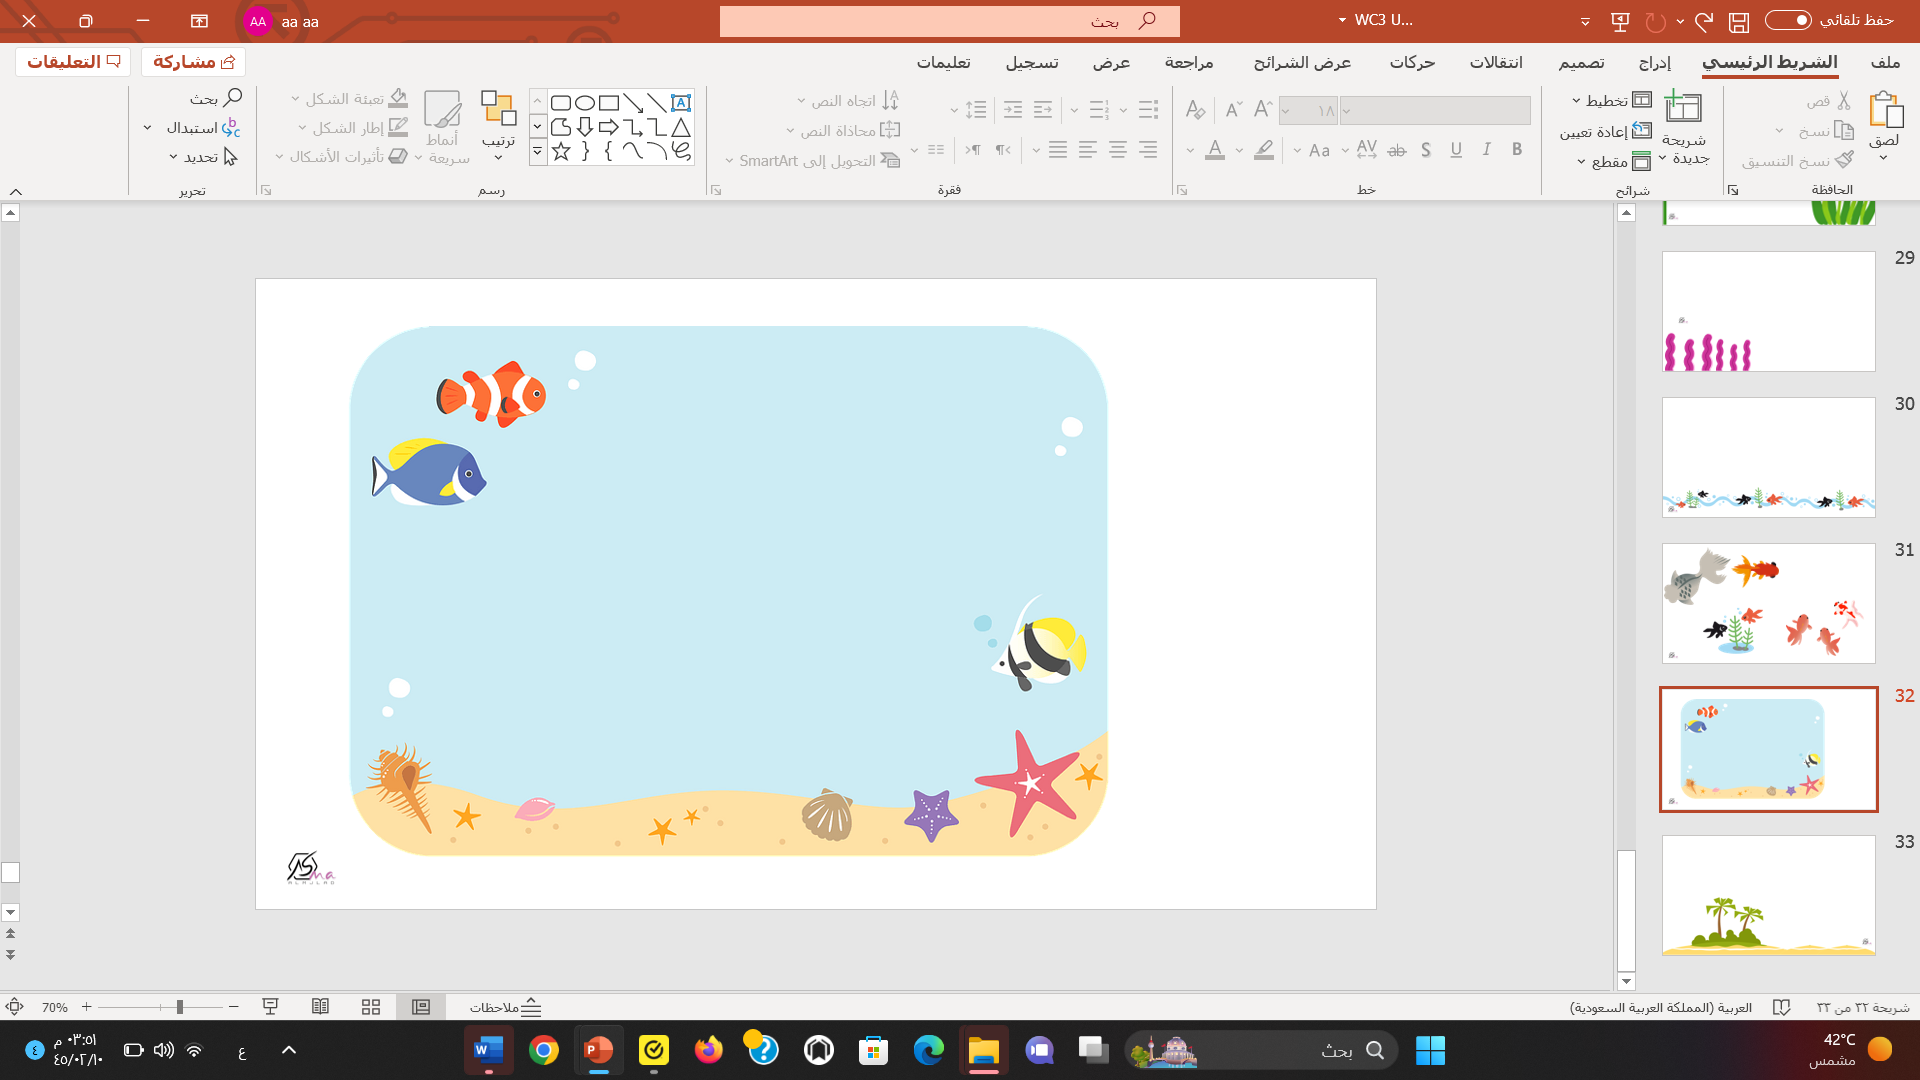 حفظ تلقائي
WC3 U...
بحث
aa aa
AA
ملف
الشريط الرئيسي
إدراج
تصميم
انتقالات
حركات
عرض الشرائح
مراجعة
عرض
تسجيل
تعليمات
مشاركة
التعليقات
لصق
قص
نسخ
نسخ التنسيق
الحافظة
شريحة جديدة
تخطيط
إعادة تعيين
مقطع
شرائح
١٨
خط
اتجاه النص
محاذاة النص
التحويل إلى SmartArt
فقرة
ترتيب
أنماط سريعة
تعبئة الشكل
إطار الشكل
تأثيرات الأشكال
رسم
بحث
استبدال
تحديد
تحرير
29
30
31
32
33
شريحة ٣٢ من ٣٣
العربية (المملكة العربية السعودية)
ملاحظات
70%
42°C
مشمس
بحث
ع
٠٣:٥١ م
٤٥/٠٢/١٠
٤